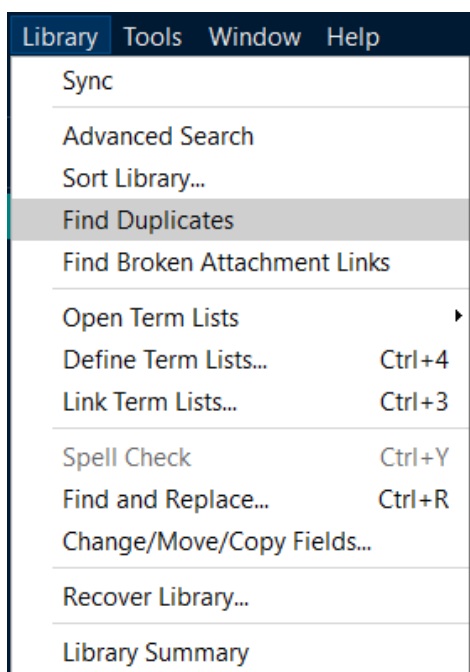 Library Tools Window Help
Sync
Advanced Search
Sort Library...
Find Duplicates
Find Broken Attachment Links
Open Term Lists
Define Term Lists... Ctrl+4
Link Term Lists... Ctrl+3
Spell Check Ctrl+Y
Find and Replace... Ctrl+R
Change/Move/Copy Fields...
Recover Library...
Library Summary